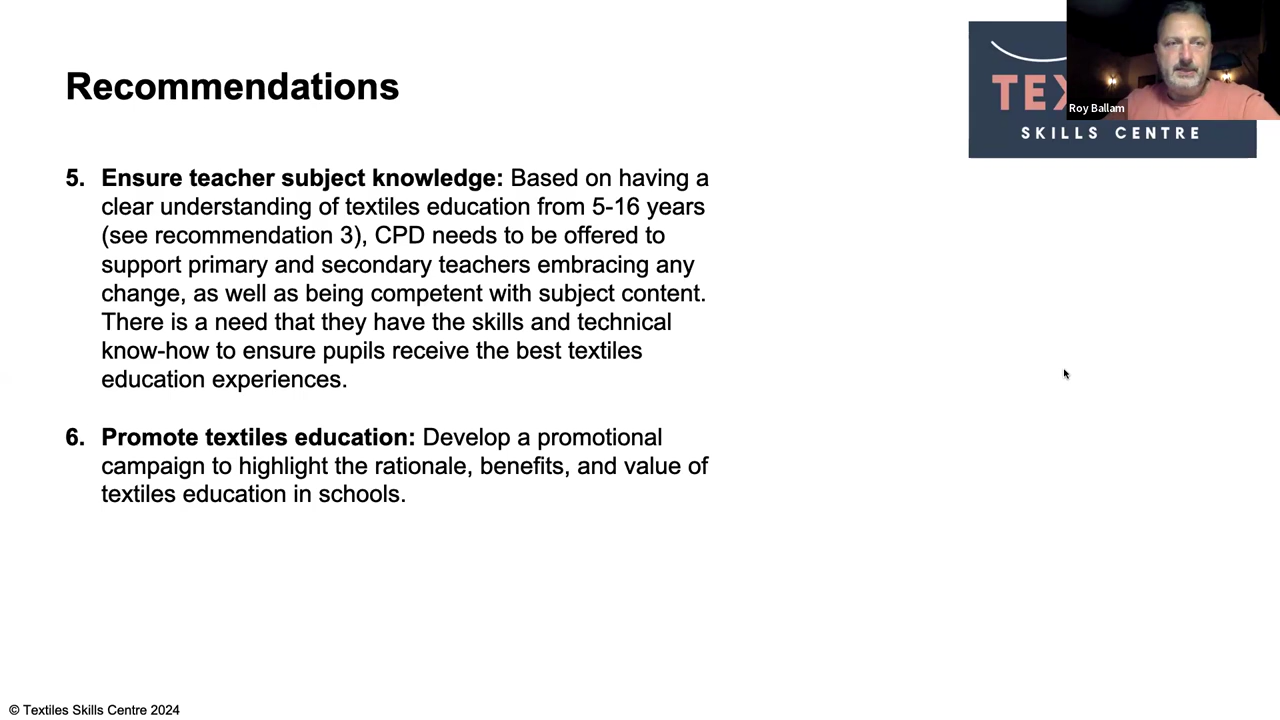 Recommendations
TEX
SKILLS CENTRE
Roy Ballam
5. Ensure teacher subject knowledge: Based on having a
clear understanding of textiles education from 5-16 years
(see recommendation 3), CPD needs to be offered to
support primary and secondary teachers embracing any
change, as well as being competent with subject content.
There is a need that they have the skills and technical
know-how to ensure pupils receive the best textiles
education experiences.
6. Promote textiles education: Develop a promotional
campaign to highlight the rationale, benefits, and value of
textiles education in schools.
© Textiles Skills Centre 2024